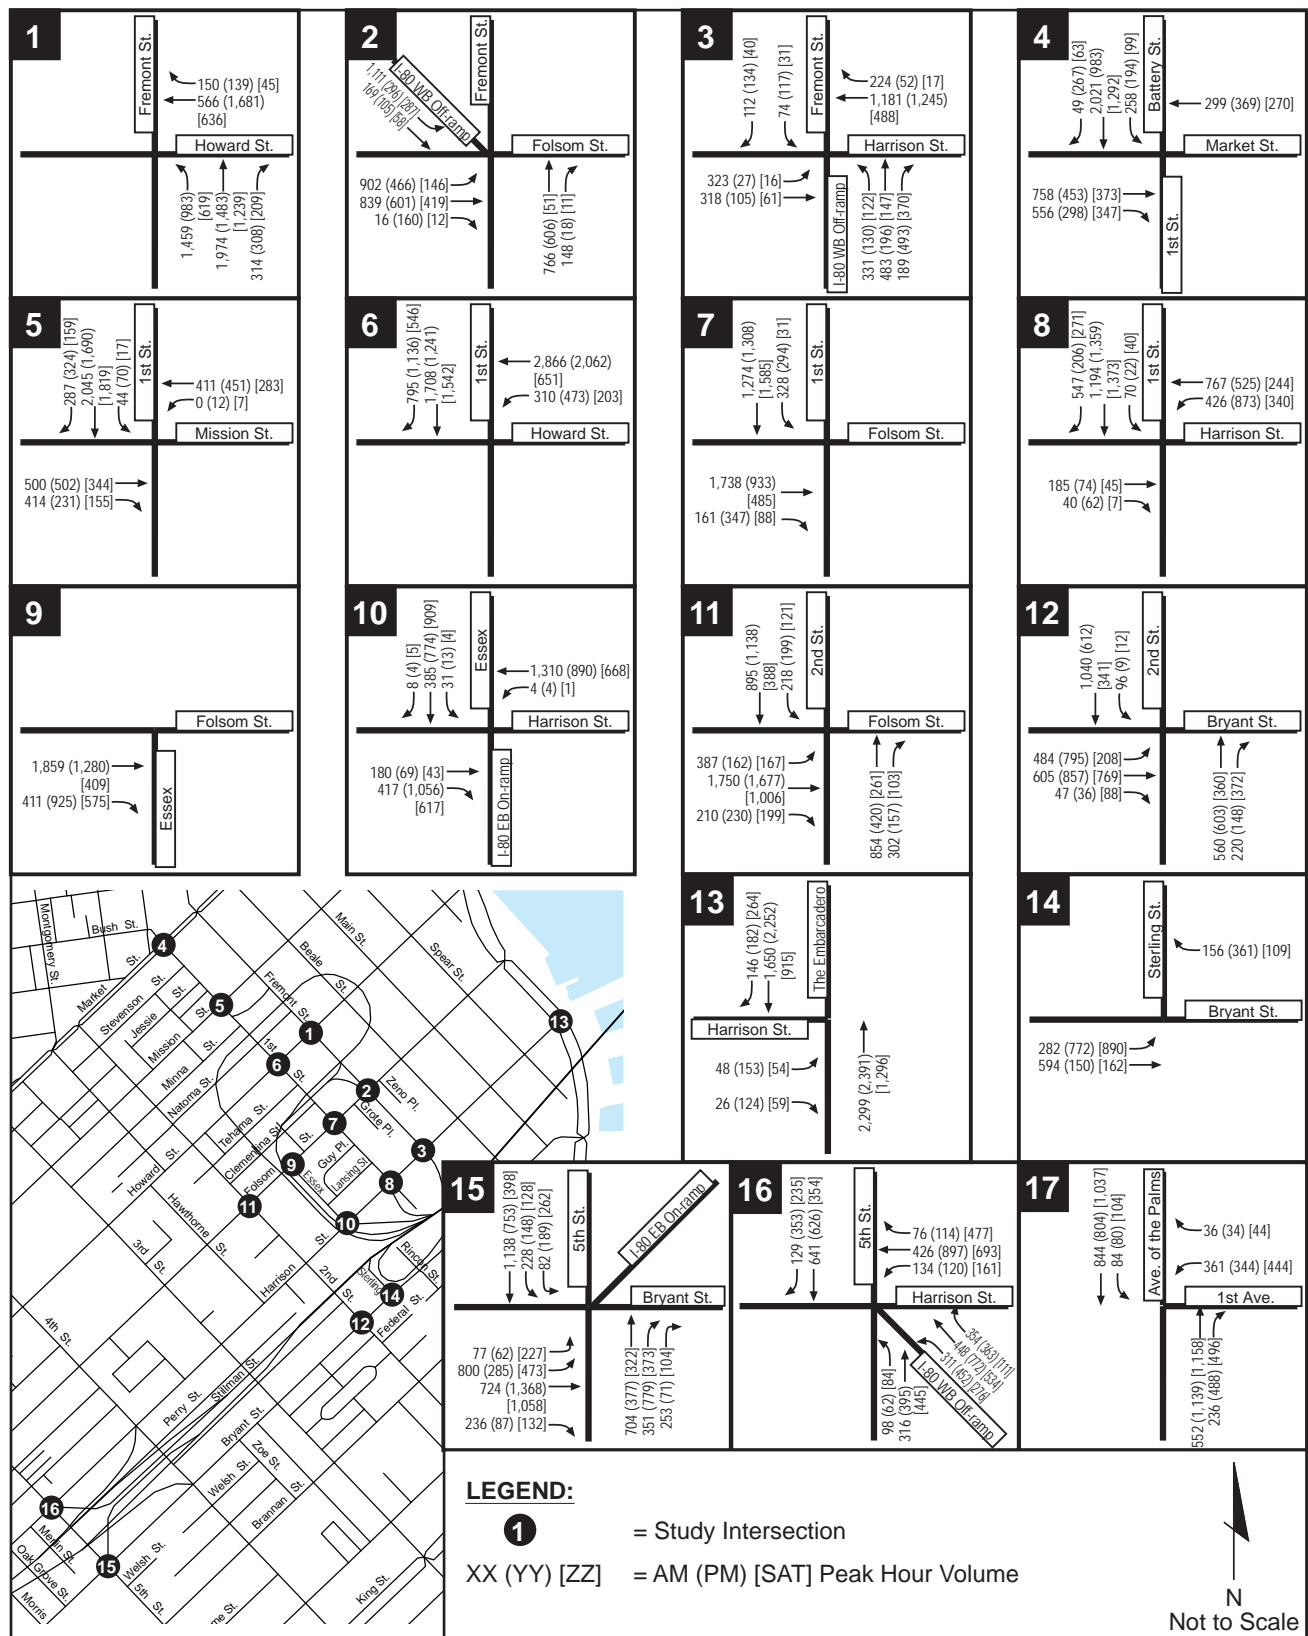 1
Fremont St.
150 (139) [45]
566 (1,681)
[636]
Howard St.
1,459 (983)
[619]
1,974 (1,483)
[1,239]
314 (308) [209]
2
I-80 WB Off-ramp
Fremont St.
1,111 (296) [287]
169 (105) [58]
Folsom St.
902 (466) [146]
839 (601) [419]
16 (160) [12]
766 (606) [51]
148 (18) [11]
3
112 (134) [40]
74 (117) [31]
Fremont St.
224 (52) [17]
1,181 (1,245)
[488]
Harrison St.
323 (27) [16]
318 (105) [61]
I-80 WB Off-ramp
331 (130) [122]
483 (196) [147]
189 (493) [370]
4
49 (267) [63]
2,021 (983)
[1,292]
258 (194) [99]
Battery St.
299 (369) [270]
Market St.
758 (453) [373]
556 (298) [347]
1st St.
5
287 (324) [159]
2,045 (1,690)
[1,819]
44 (70) [17]
1st St.
411 (451) [283]
0 (12) [7]
Mission St.
500 (502) [344]
414 (231) [155]
6
795 (1,136) [546]
1,708 (1,241)
[1,542]
1st St.
2,866 (2,062)
[651]
310 (473) [203]
Howard St.
7
1,274 (1,308)
[1,585]
328 (294) [31]
1st St.
Folsom St.
1,738 (933)
[485]
161 (347) [88]
8
547 (206) [271]
1,194 (1,359)
[1,373]
70 (22) [40]
1st St.
767 (525) [244]
426 (873) [340]
Harrison St.
185 (74) [45]
40 (62) [7]
9
Folsom St.
1,859 (1,280)
[409]
411 (925) [575]
Essex
10
8 (4) [5]
385 (774) [909]
31 (13) [4]
Essex
1,310 (890) [668]
4 (4) [1]
Harrison St.
180 (69) [43]
417 (1,056)
[617]
I-80 EB On-ramp
11
895 (1,138)
[388]
218 (199) [121]
2nd St.
Folsom St.
387 (162) [167]
1,750 (1,677)
[1,006]
210 (230) [199]
854 (420) [261]
302 (157) [103]
12
1,040 (612)
[341]
96 (9) [12]
2nd St.
Bryant St.
484 (795) [208]
605 (857) [769]
47 (36) [88]
560 (603) [360]
220 (148) [372]
13
146 (182) [264]
1,650 (2,252)
[915]
The Embarcadero
Harrison St.
48 (153) [54]
26 (124) [59]
2,299 (2,391)
[1,296]
14
Sterling St.
156 (361) [109]
Bryant St.
282 (772) [890]
594 (150) [162]
15
1,138 (753) [398]
228 (148) [128]
82 (189) [262]
5th St.
I-80 EB On-ramp
Bryant St.
77 (62) [227]
800 (285) [473]
724 (1,368)
[1,058]
236 (87) [132]
704 (377) [322]
351 (779) [373]
253 (71) [104]
16
129 (353) [235]
641 (626) [354]
5th St.
76 (114) [477]
426 (897) [693]
134 (120) [161]
Harrison St.
354 (363) [111]
448 (772) [534]
311 (452) [276]
I-80 WB Off-ramp
98 (62) [84]
316 (395)
[445]
17
844 (804) [1,037]
84 (80) [104]
Ave. of the Palms
36 (34) [44]
361 (344) [444]
1st Ave.
552 (1,139) [1,158]
236 (488) [496]
Montgomery St.
Bush St.
4
Market St.
Stevenson St.
Jessie St.
Mission St.
Minna St.
Natoma St.
5
Main St.
Beale St.
Spear St.
Fremont St.
1
13
1st St.
6
2
Zeno Pl.
Grote Pl.
Tehama St.
Clementina St.
7
3
Howard St.
Folsom St.
9
Guy Pl.
Lansing St.
Essex
8
11
10
Hawthorne St.
3rd St.
Harrison St.
2nd St.
Rincon St.
Sterling
14
12
Federal St.
4th St.
Perry St.
Stillman St.
Bryant St.
Zoe St.
Welsh St.
Brannan St.
16
Merlin St.
Oak Grove St.
Morris
15
Welsh St.
5th St.
me St.
King St.
LEGEND:
1 = Study Intersection
XX (YY) [ZZ] = AM (PM) [SAT] Peak Hour Volume
N
Not to Scale